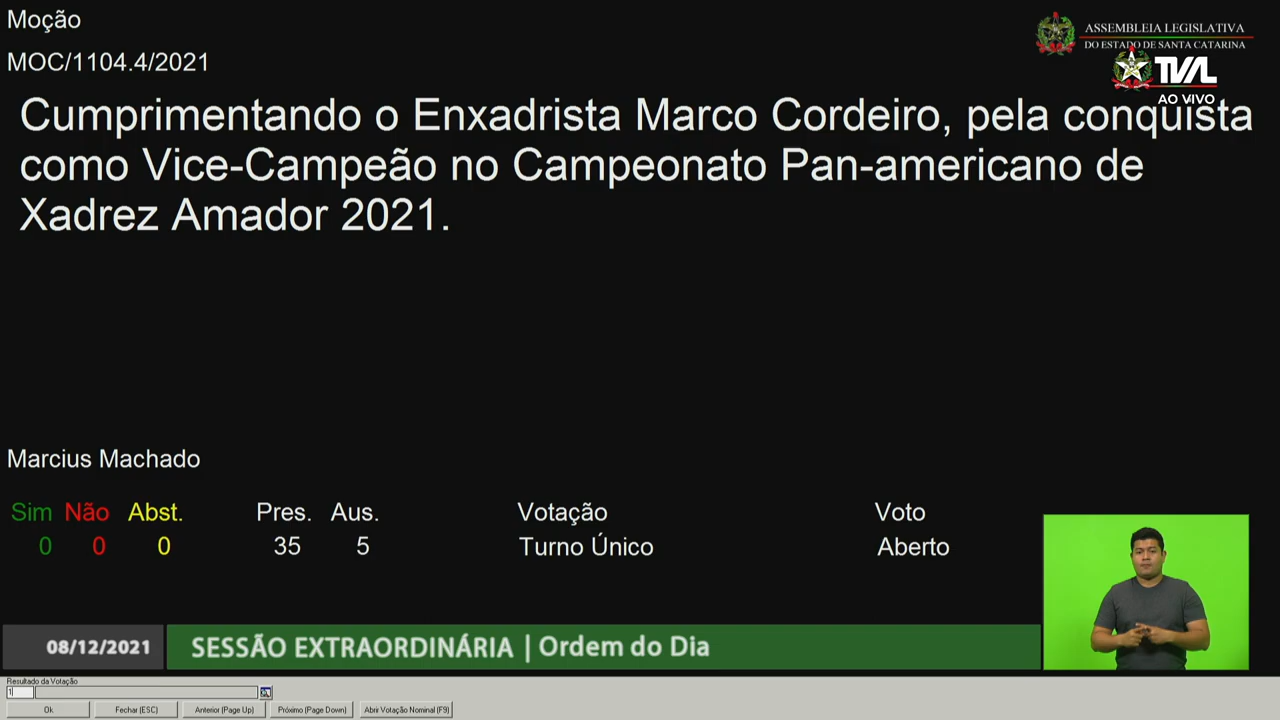 Moção
ASSEMBLEIA LEGISLATIVA
DO ESTADO DE SANTA CATARINA
MOC/1104.4/2021
TVAL
AO VIVO
Cumprimentando o Enxadrista Marco Cordeiro, pela conquista
como Vice-Campeão no Campeonato Pan-americano de
Xadrez Amador 2021.
Marcius Machado
Sim Não Abst. Pres. Aus. Votação Voto
0 0 0 35 5 Turno Único Aberto
08/12/2021 SESSÃO EXTRAORDINÁRIA | Ordem do Dia
Resultado da Votação
1
Ok Fechar (ESC) Anterior (Page Up) Próximo (Page Down) Abrir Votação Nominal (F9)